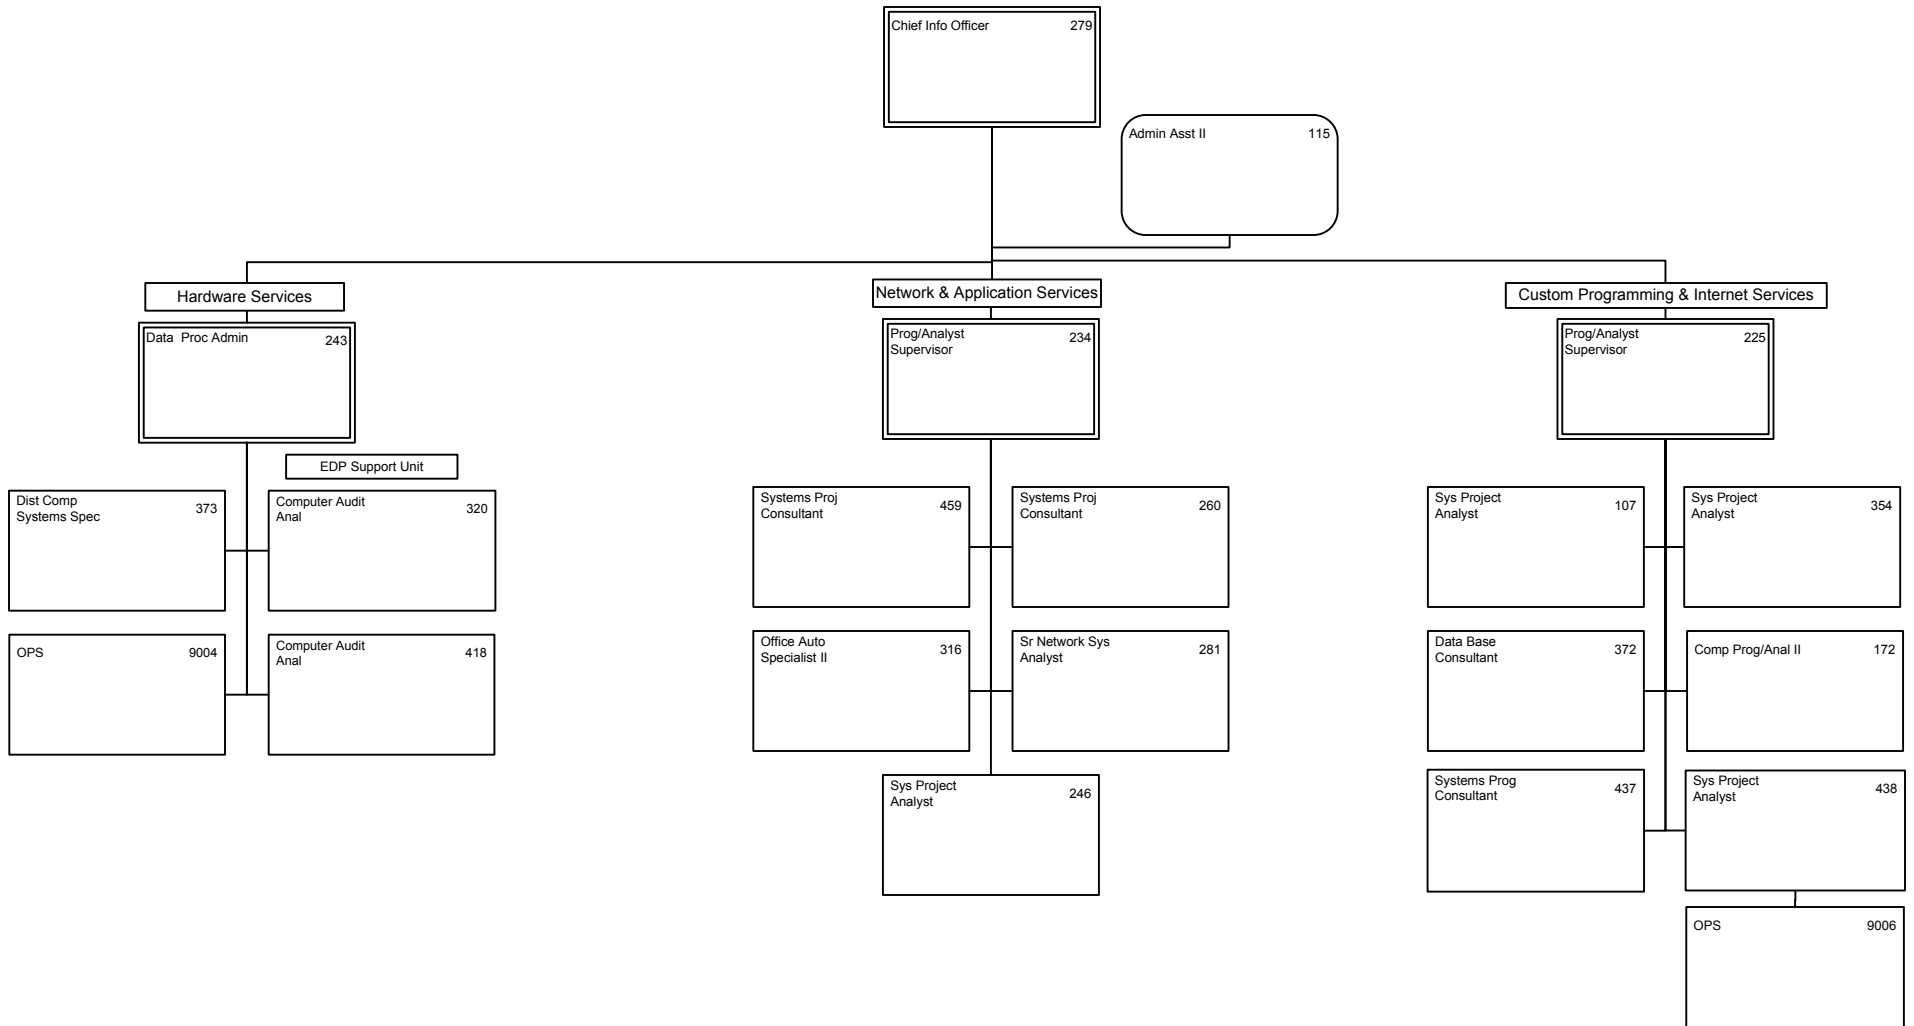 Chief Info Officer 279
Admin Asst II 115
Hardware Services
Network & Application Services
Custom Programming & Internet Services
Data Proc Admin 243
Prog/Analyst
Supervisor 234
Prog/Analyst
Supervisor 225
EDP Support Unit
Dist Comp
Systems Spec 373
Computer Audit
Anal 320
Systems Proj
Consultant 459
Systems Proj
Consultant 260
Sys Project
Analyst 107
Sys Project
Analyst 354
OPS 9004
Computer Audit
Anal 418
Office Auto
Specialist II 316
Sr Network Sys
Analyst 281
Data Base
Consultant 372
Comp Prog/Anal II 172
Sys Project
Analyst 246
Systems Prog
Consultant 437
Sys Project
Analyst 438
OPS 9006